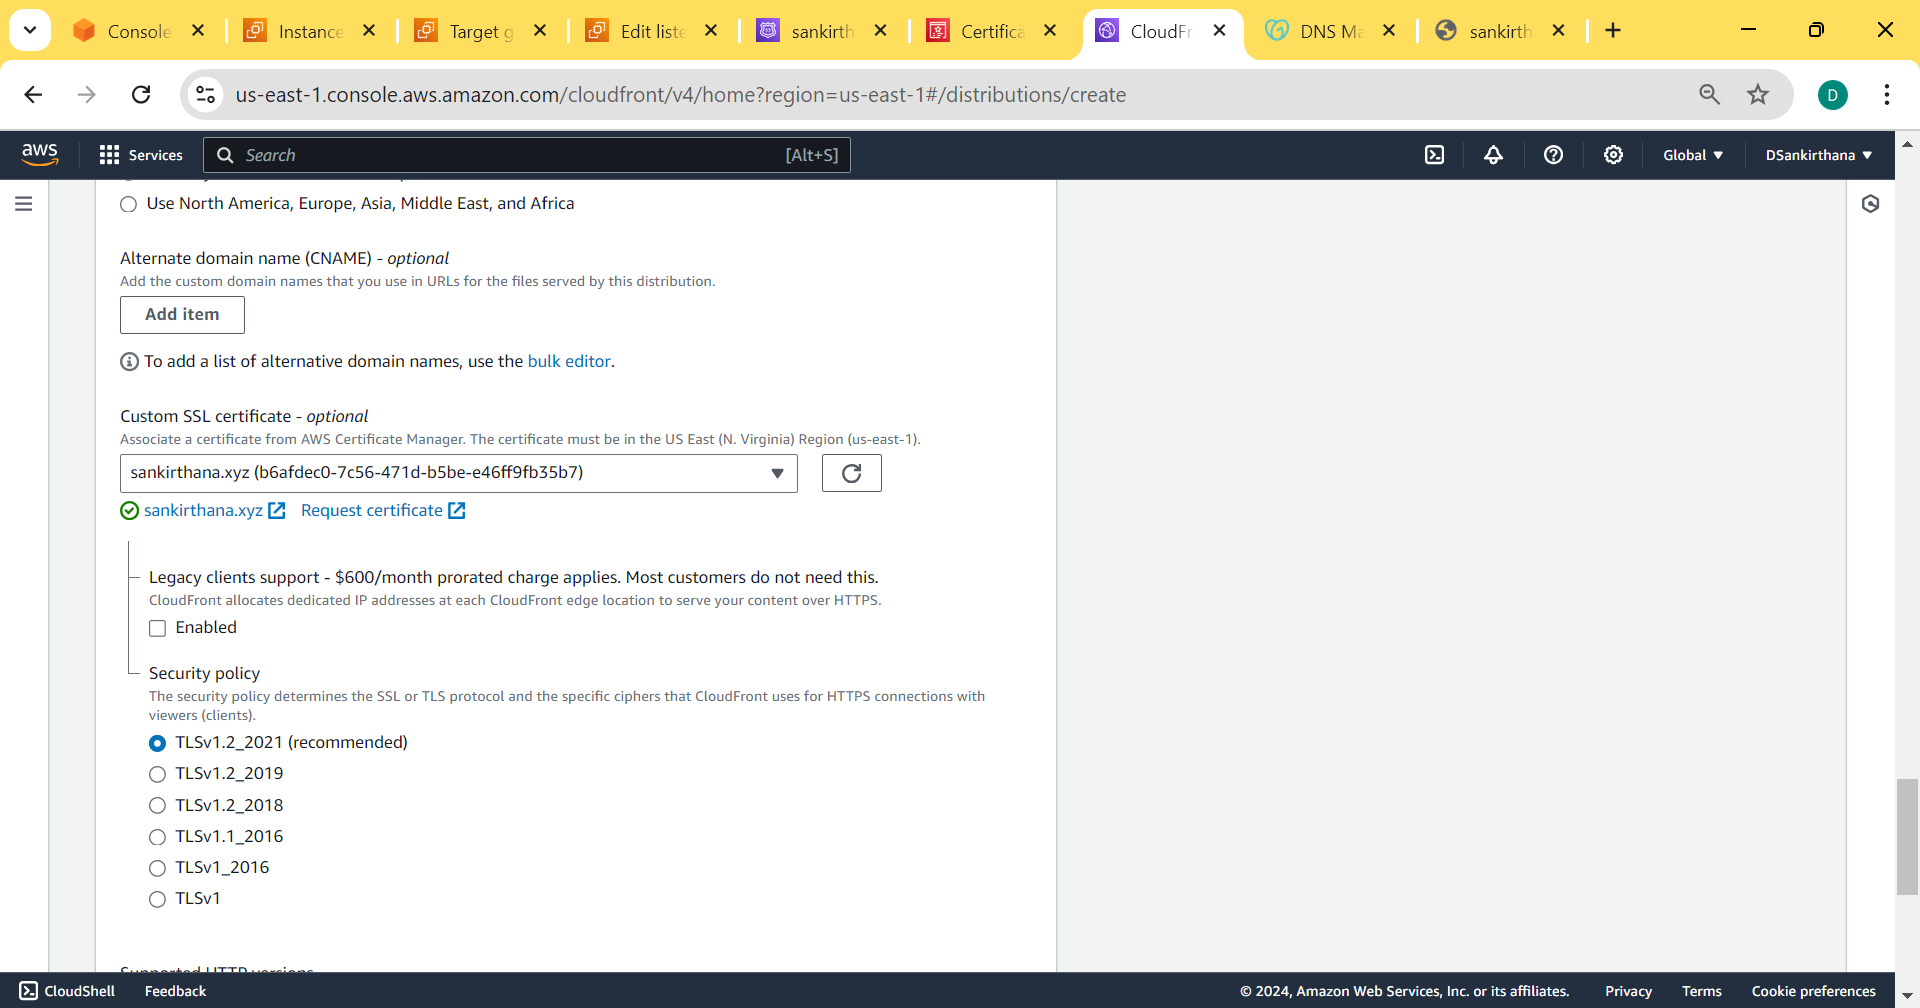 Console
Instance
Target g
Edit liste
sankirth
Certifica
CloudFr
DNS Ma
sankirth
us-east-1.console.aws.amazon.com/cloudfront/v4/home?region=us-east-1#/distributions/create
D
aws
Services
Search
[Alt+S]
Global
DSankirthana
Use North America, Europe, Asia, Middle East, and Africa
Alternate domain name (CNAME) - optional
Add the custom domain names that you use in URLs for the files served by this distribution.
Add item
To add a list of alternative domain names, use the bulk editor.
Custom SSL certificate - optional
Associate a certificate from AWS Certificate Manager. The certificate must be in the US East (N. Virginia) Region (us-east-1).
sankirthana.xyz (b6afdec0-7c56-471d-b5be-e46ff9fb35b7)
sankirthana.xyz Request certificate
Legacy clients support - $600/month prorated charge applies. Most customers do not need this.
CloudFront allocates dedicated IP addresses at each CloudFront edge location to serve your content over HTTPS.
Enabled
Security policy
The security policy determines the SSL or TLS protocol and the specific ciphers that CloudFront uses for HTTPS connections with
viewers (clients).
TLSv1.2_2021 (recommended)
TLSv1.2_2019
TLSv1.2_2018
TLSv1.1_2016
TLSv1_2016
TLSv1
Supported HTTP versions
CloudShell
Feedback
© 2024, Amazon Web Services, Inc. or its affiliates.
Privacy
Terms
Cookie preferences